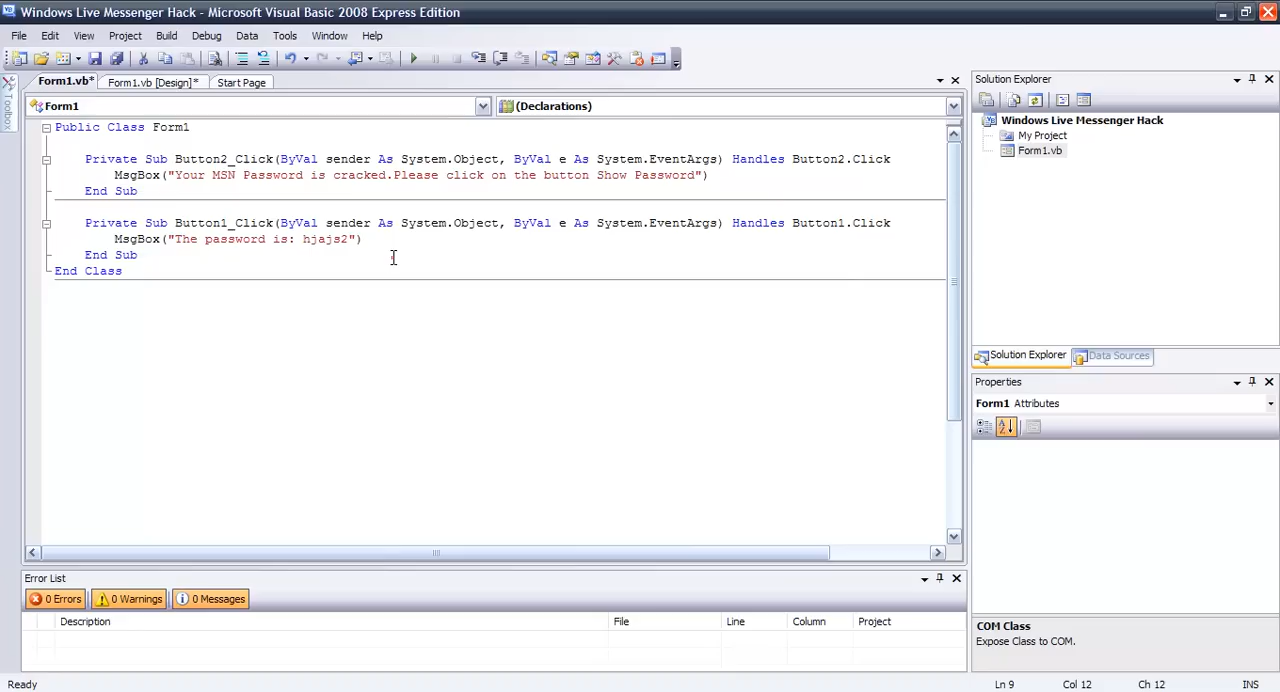 Windows Live Messenger Hack - Microsoft Visual Basic 2008 Express Edition
File Edit View Project Build Debug Data Tools Window Help
Form1.vb* Form1.vb [Design]* Start Page
Toolbox
Form1 (Declarations)
Public Class Form1
Private Sub Button2_Click(ByVal sender As System.Object, ByVal e As System.EventArgs) Handles Button2.Click
MsgBox("Your MSN Password is cracked.Please click on the button Show Password")
End Sub
Private Sub Button1_Click(ByVal sender As System.Object, ByVal e As System.EventArgs) Handles Button1.Click
MsgBox("The password is: hjajs2")
End Sub
End Class
Solution Explorer
Windows Live Messenger Hack
My Project
Form1.vb
Solution Explorer Data Sources
Properties
Form1 Attributes
COM Class
Expose Class to COM.
Error List
0 Errors 0 Warnings 0 Messages
Description File Line Column Project
Ready Ln 9 Col 12 Ch 12 INS